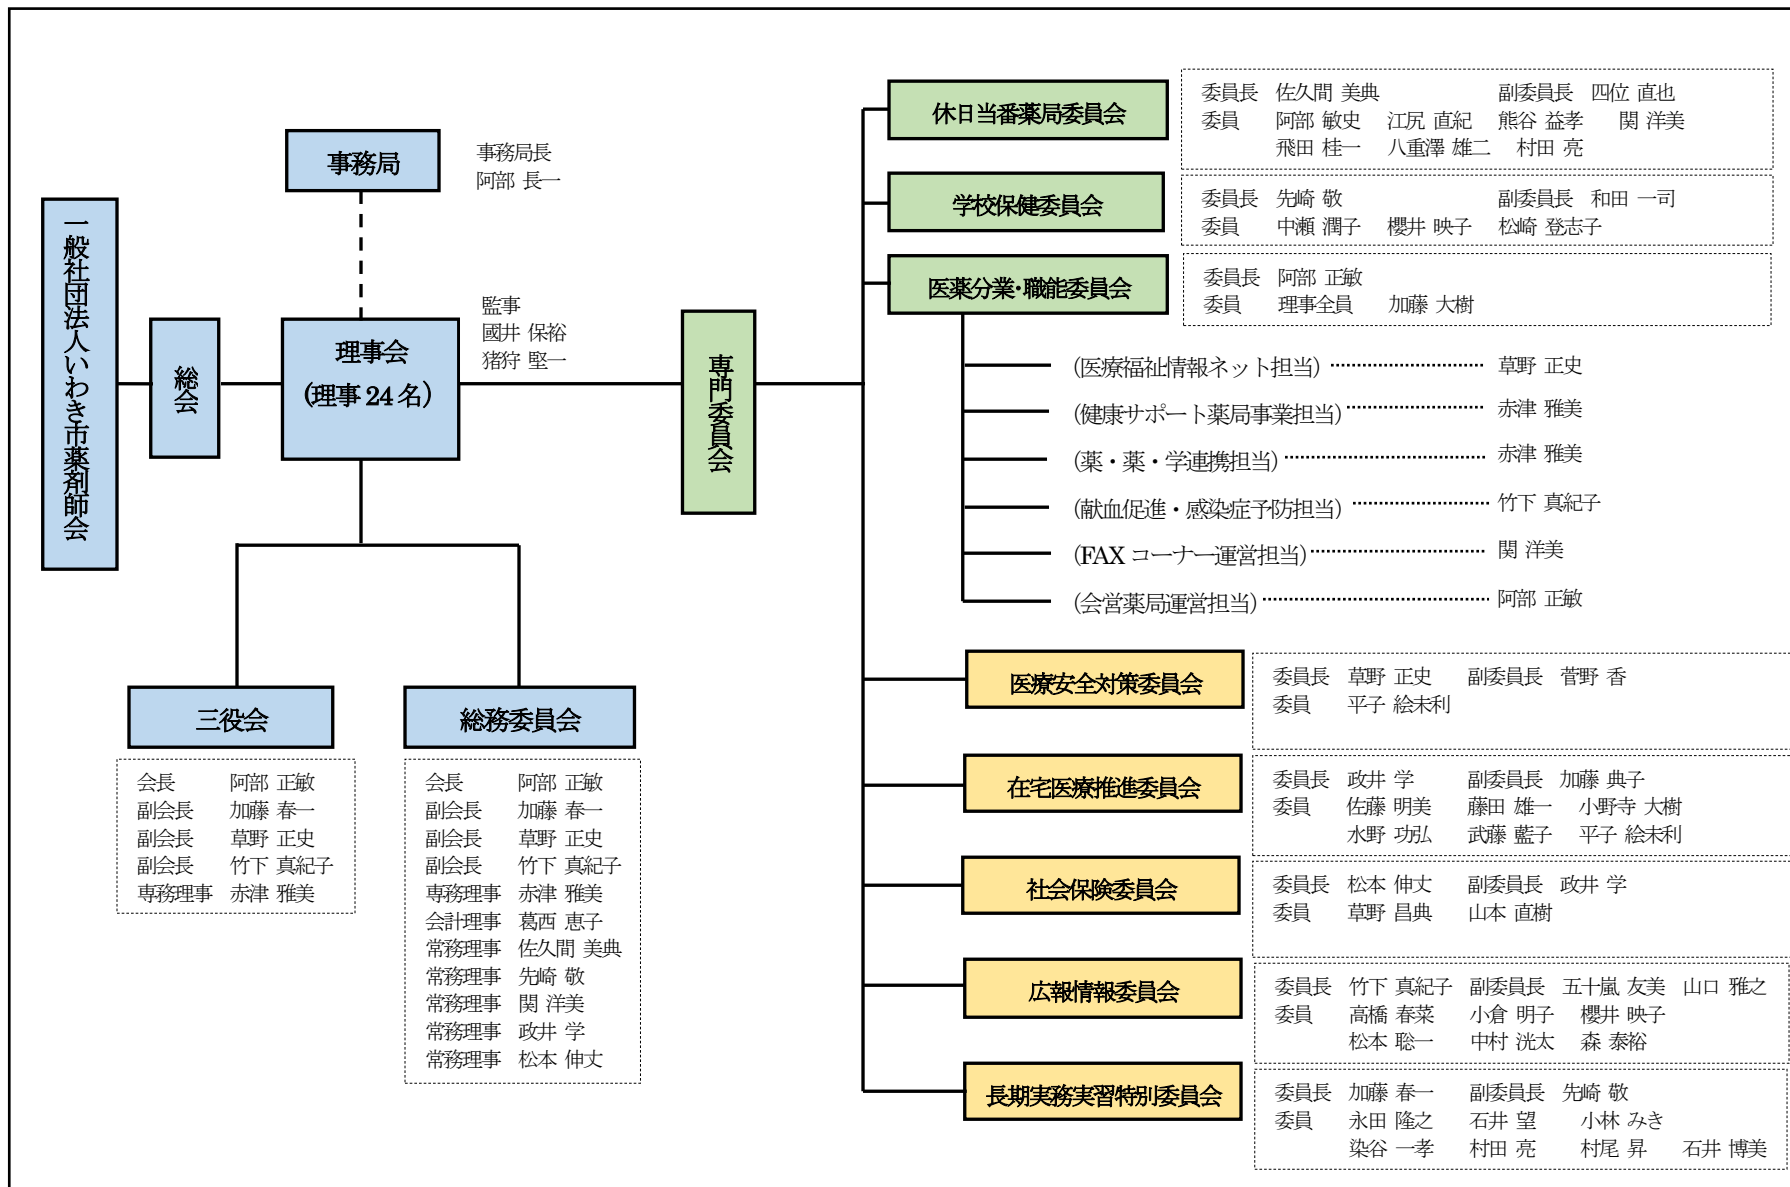 一般社団法人いわき市薬剤師会
総会
事務局
事務局長
阿部 長一
理事会
(理事24名)
監事
國井 保裕
猪狩 堅一
専門委員会
三役会
会長 阿部 正敏
副会長 加藤 春一
副会長 草野 正史
副会長 竹下 真紀子
専務理事 赤津 雅美
総務委員会
会長 阿部 正敏
副会長 加藤 春一
副会長 草野 正史
副会長 竹下 真紀子
専務理事 赤津 雅美
会計理事 葛西 恵子
常務理事 佐久間 美典
常務理事 先崎 敬
常務理事 関 洋美
常務理事 政井 学
常務理事 松本 伸丈
休日当番薬局委員会
委員長 佐久間 美典 副委員長 四位 直也
委員 阿部 敏史 江尻 直紀 熊谷 益孝 関 洋美
飛田 桂一 八重澤 雄二 村田 亮
学校保健委員会
委員長 先崎 敬 副委員長 和田 一司
委員 中瀬 潤子 櫻井 映子 松崎 登志子
医薬分業・職能委員会
委員長 阿部 正敏
委員 理事全員 加藤 大樹
(医療福祉情報ネット担当) 草野 正史
(健康サポート薬局事業担当) 赤津 雅美
(薬・薬・学連携担当) 赤津 雅美
(献血促進・感染症予防担当) 竹下 真紀子
(FAX コーナー運営担当) 関 洋美
(会営薬局運営担当) 阿部 正敏
医療安全対策委員会
委員長 草野 正史 副委員長 菅野 香
委員 平子 絵未利
在宅医療推進委員会
委員長 政井 学 副委員長 加藤 典子
委員 佐藤 明美 藤田 雄一 小野寺 大樹
水野 功弘 武藤 藍子 平子 絵未利
社会保険委員会
委員長 松本 伸丈 副委員長 政井 学
委員 草野 昌典 山本 直樹
広報情報委員会
委員長 竹下 真紀子 副委員長 五十嵐 友美 山口 雅之
委員 高橋 春菜 小倉 明子 櫻井 映子
松本 聡一 中村 洸太 森 泰裕
長期実務実習特別委員会
委員長 加藤 春一 副委員長 先崎 敬
委員 永田 隆之 石井 望 小林 みき
染谷 一孝 村田 亮 村尾 昇 石井 博美